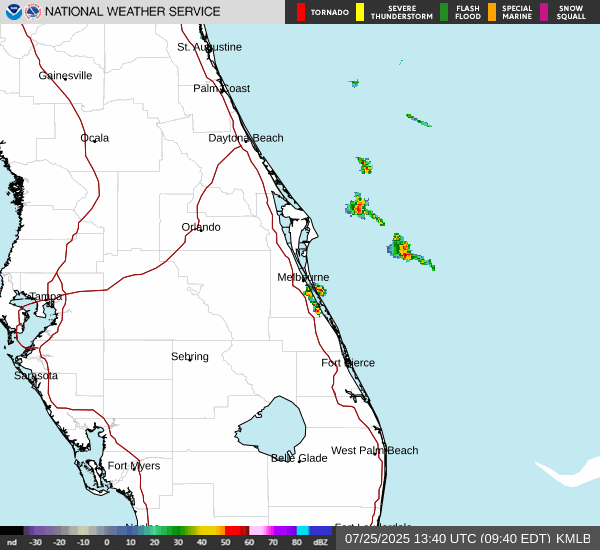 NATIONAL WEATHER SERVICE
TORNADO
SEVERE THUNDERSTORM
FLASH FLOOD
SPECIAL MARINE
SNOW SQUALL
St. Augustine
Gainesville
Palm Coast
Ocala
Daytona Beach
Orlando
Melbourne
Tampa
Sebring
Fort Pierce
Sarasota
West Palm Beach
Belle Glade
Fort Myers
Fort Lauderdale
nd -30 -20 -10 0 10 20 30 40 50 60 70 80 dBZ
07/25/2025 13:40 UTC (09:40 EDT) KMLB